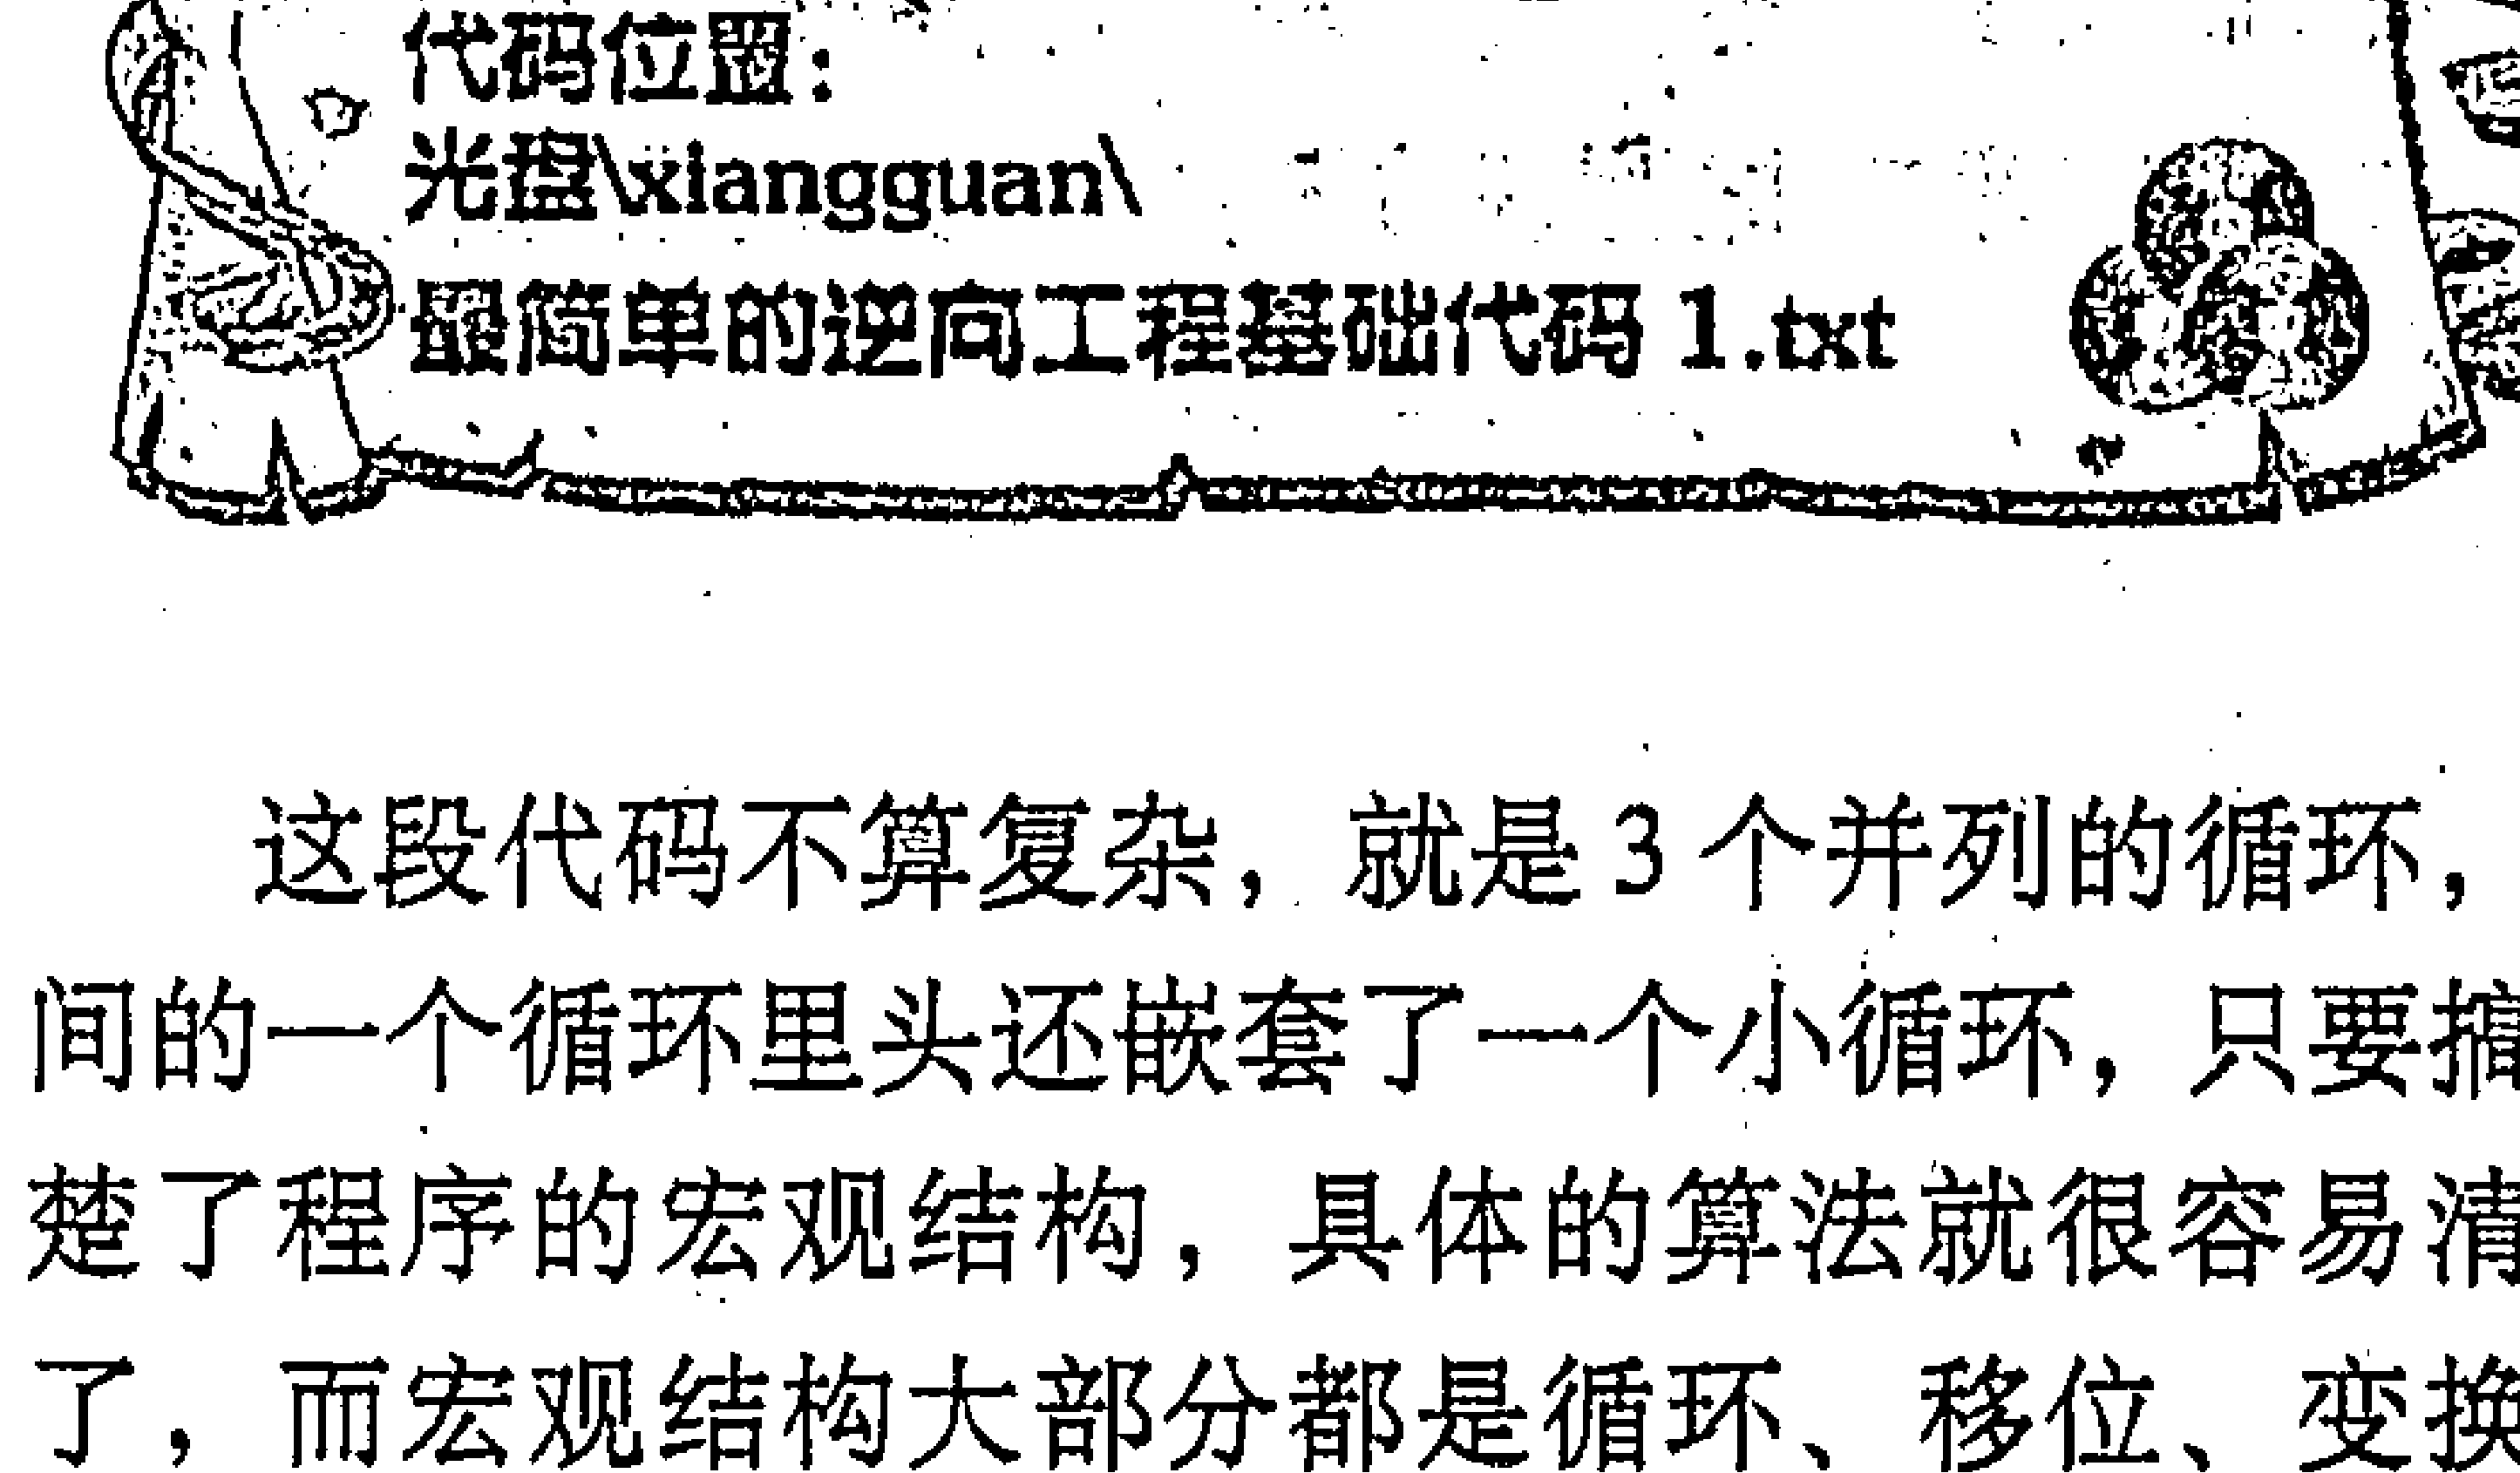 代码位置：
光盘\xiangguan\
最简单的逆向工程基础代码 1.txt
这段代码不算复杂，就是 3 个并列的循环，
间的一个循环里头还嵌套了一个小循环，只要搞
楚了程序的宏观结构，具体的算法就很容易清
了，而宏观结构大部分都是循环、移位、变换